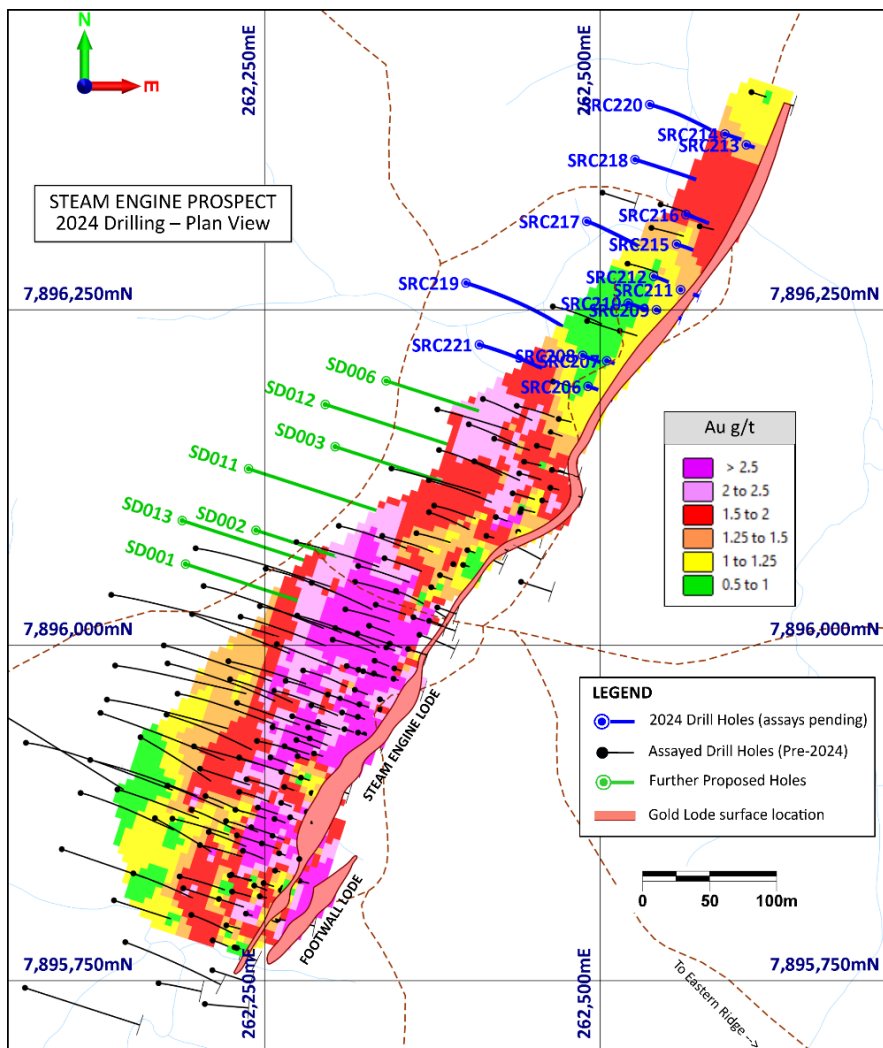 N
E
262,250mE
262,500mE
STEAM ENGINE PROSPECT
2024 Drilling – Plan View
SRC220
SRC214
SRC213
SRC218
SRC216
SRC217
SRC215
SRC212
SRC211
7,896,250mN
7,896,250mN
SRC219
SRC210
SRC209
SRC221
SRC208
SRC207
SRC206
SD006
SD012
SD003
SD011
SD013
SD002
SD001
Au g/t
> 2.5
2 to 2.5
1.5 to 2
1.25 to 1.5
1 to 1.25
0.5 to 1
7,896,000mN
7,896,000mN
STEAM ENGINE LODE
FOOTWALL LODE
LEGEND
2024 Drill Holes (assays pending)
Assayed Drill Holes (Pre-2024)
Further Proposed Holes
Gold Lode surface location
0 50 100m
7,895,750mN
7,895,750mN
262,250mE
262,500mE
To Eastern Ridge -->